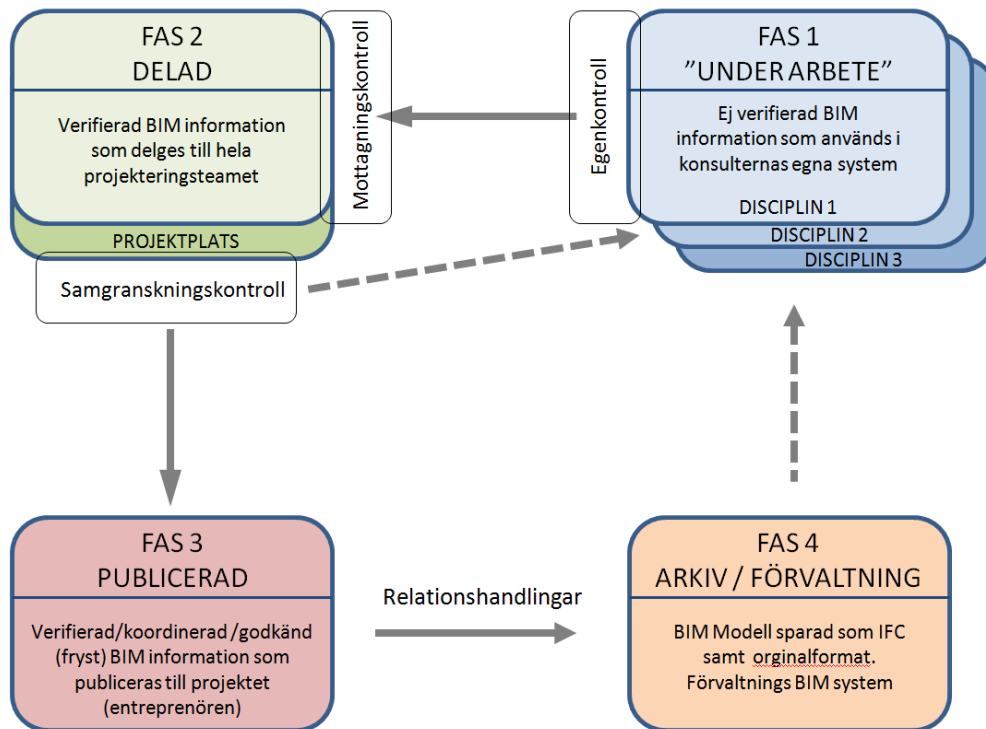 FAS 2
DELAD
Verifierad BIM information
som delges till hela
projekteringsteamet
PROJEKTPLATS
Mottagningskontroll
Egenkontroll
FAS 1
”UNDER ARBETE”
Ej verifierad BIM
information som används i
konsulternas egna system
DISCIPLIN 1
DISCIPLIN 2
DISCIPLIN 3
Samgranskningskontroll
FAS 3
PUBLICERAD
Verifierad/koordinerad /godkänd
(fryst) BIM information som
publiceras till projektet
(entreprenören)
Relationshandlingar
FAS 4
ARKIV / FÖRVALTNING
BIM Modell sparad som IFC
samt orginalformat.
Förvaltnings BIM system